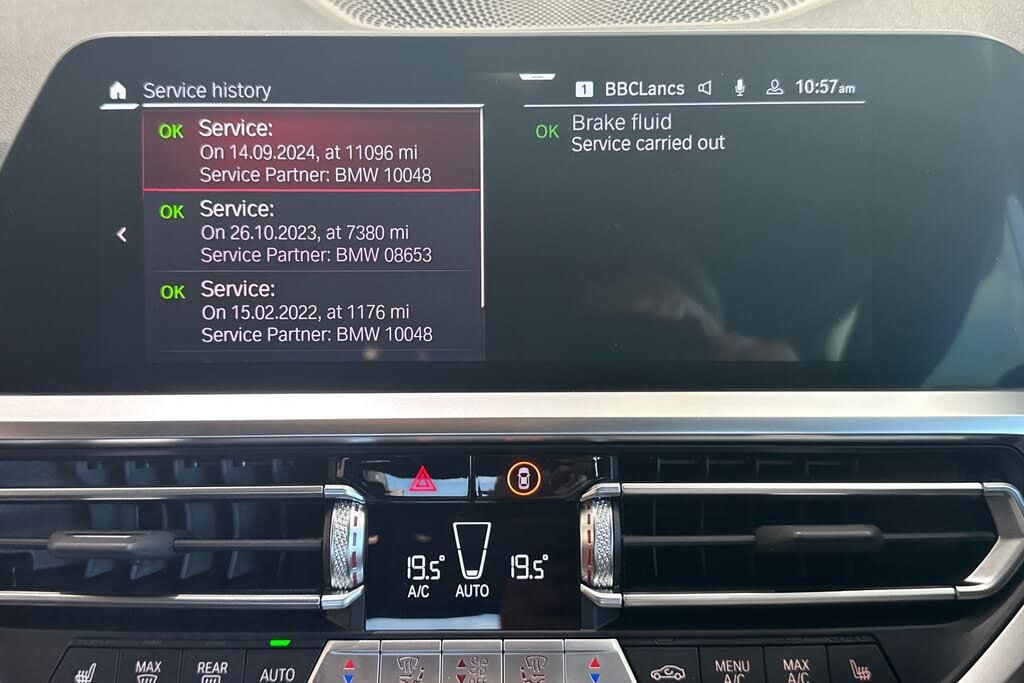 Service history
1 BBCLancs 10:57am
OK Service:
On 14.09.2024, at 11096 mi
Service Partner: BMW 10048
OK Service:
On 26.10.2023, at 7380 mi
Service Partner: BMW 08653
OK Service:
On 15.02.2022, at 1176 mi
Service Partner: BMW 10048
OK Brake fluid
Service carried out
19.5° 19.5°
A/C AUTO
MAX
REAR
AUTO
OFF
MENU
A/C
MAX
A/C